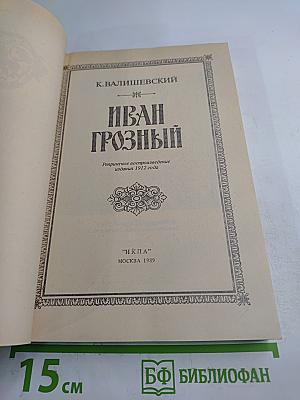 К. ВАЛИШЕВСКИЙ
ИВАН
ГРОЗНЫЙ
Репринтное воспроизведение
издания 1912 года
"ИКПА"
МОСКВА 1989
15 см
БФ БИБЛИОФАН